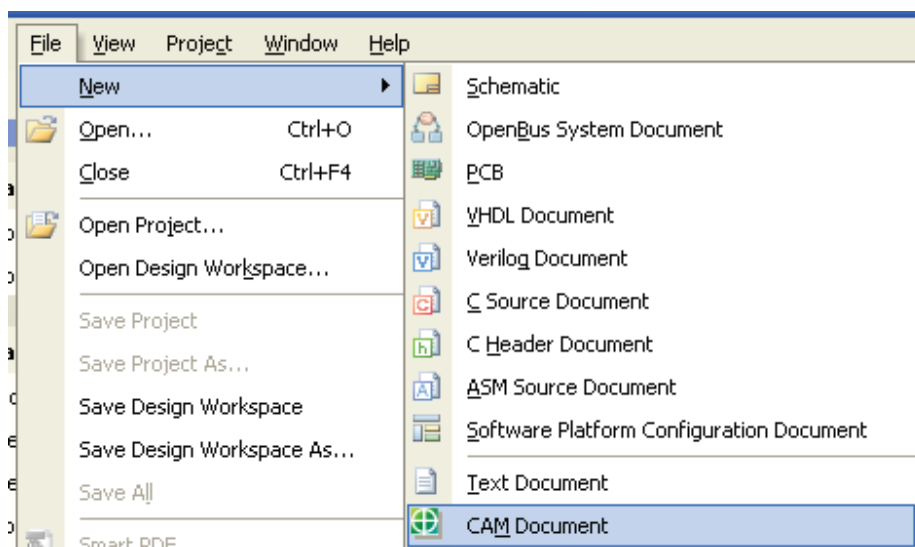 File View Project Window Help
New
Open... Ctrl+O
Close Ctrl+F4
Open Project...
Open Design Workspace...
Save Project
Save Project As...
Save Design Workspace
Save Design Workspace As...
Save All
Smart PDF
Schematic
OpenBus System Document
PCB
VHDL Document
Verilog Document
C Source Document
C Header Document
ASM Source Document
Software Platform Configuration Document
Text Document
CAM Document